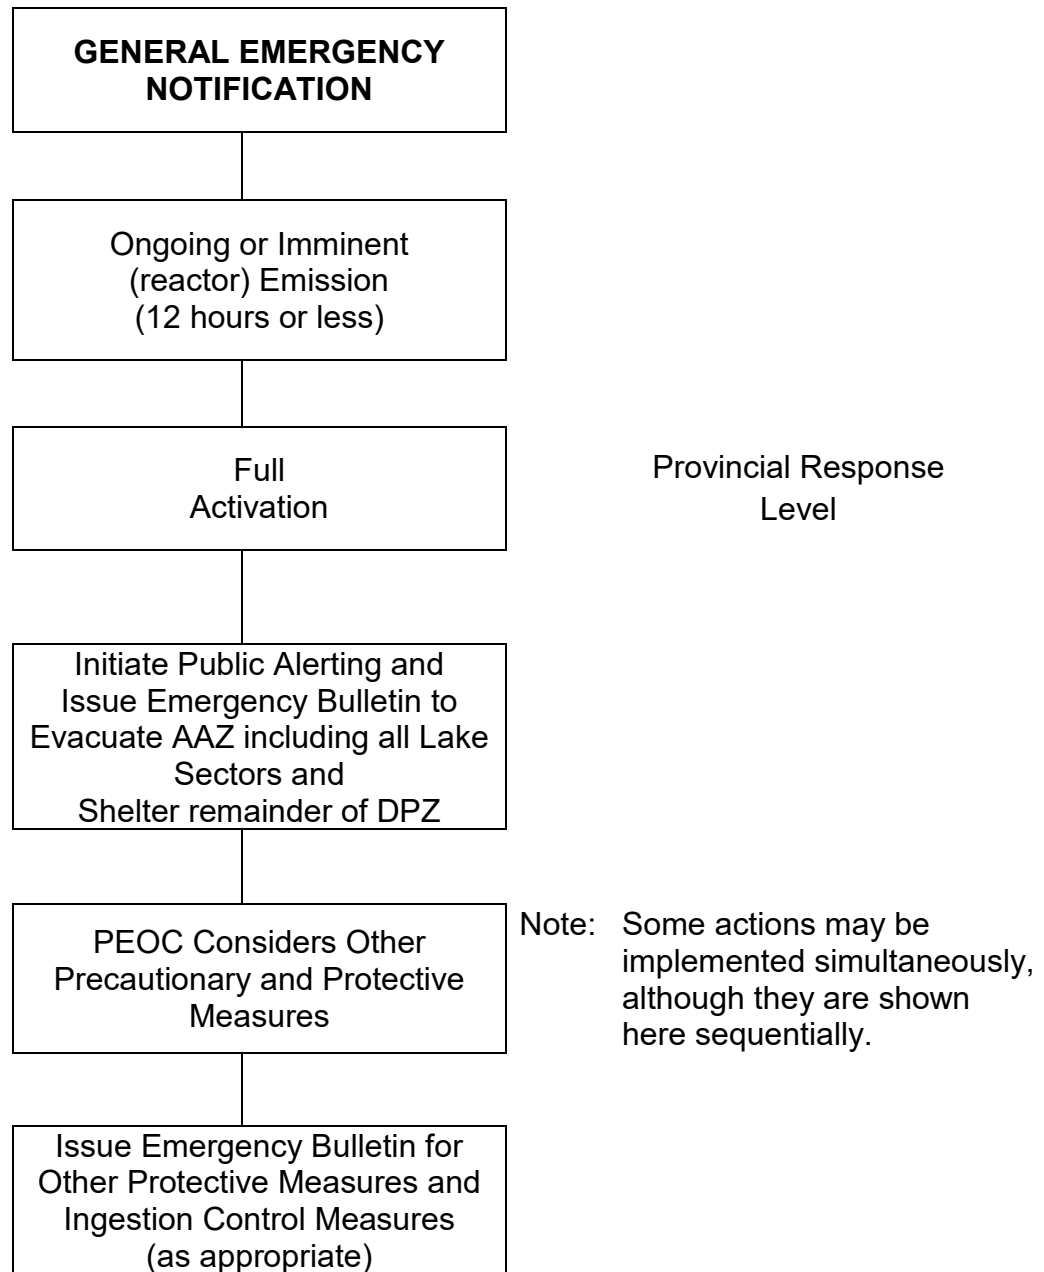 GENERAL EMERGENCY
NOTIFICATION
Ongoing or Imminent
(reactor) Emission
(12 hours or less)
Full
Activation
Provincial Response
Level
Initiate Public Alerting and
Issue Emergency Bulletin to
Evacuate AAZ including all Lake
Sectors and
Shelter remainder of DPZ
PEOC Considers Other
Precautionary and Protective
Measures
Note: Some actions may be
implemented simultaneously,
although they are shown
here sequentially.
Issue Emergency Bulletin for
Other Protective Measures and
Ingestion Control Measures
(as appropriate)